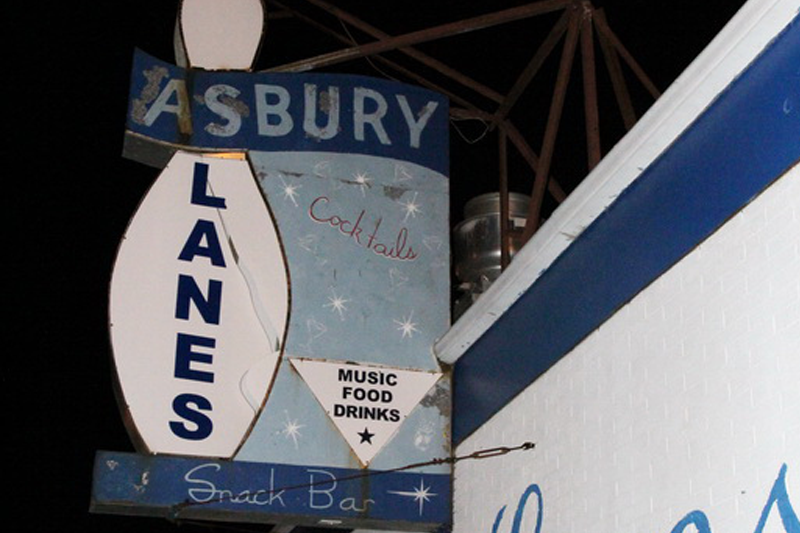 ASBURY
LANES
Cocktails
MUSIC
FOOD
DRINKS
Snack Bar